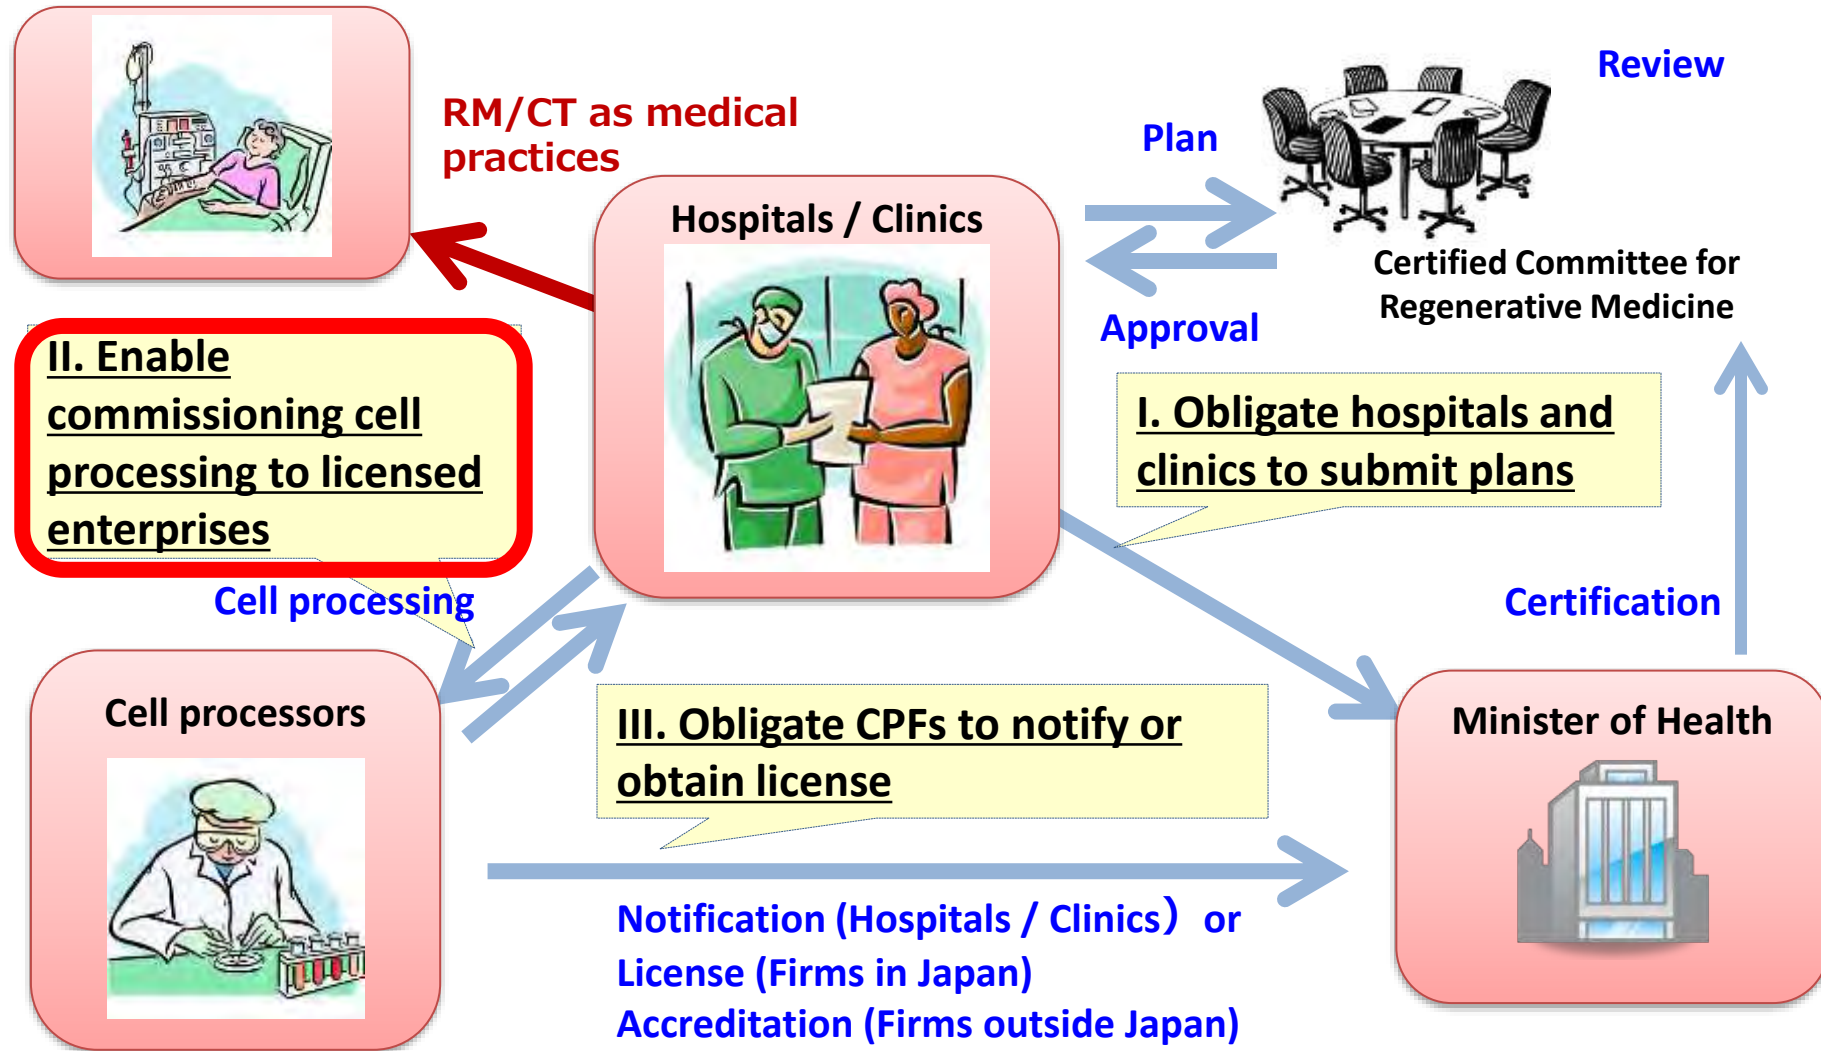 RM/CT as medical
practices
Review
Plan
Approval
Certified Committee for
Regenerative Medicine
Hospitals / Clinics
II. Enable
commissioning cell
processing to licensed
enterprises
I. Obligate hospitals and
clinics to submit plans
Cell processing
Certification
Cell processors
III. Obligate CPFs to notify or
obtain license
Minister of Health
Notification (Hospitals / Clinics）or
License (Firms in Japan)
Accreditation (Firms outside Japan)